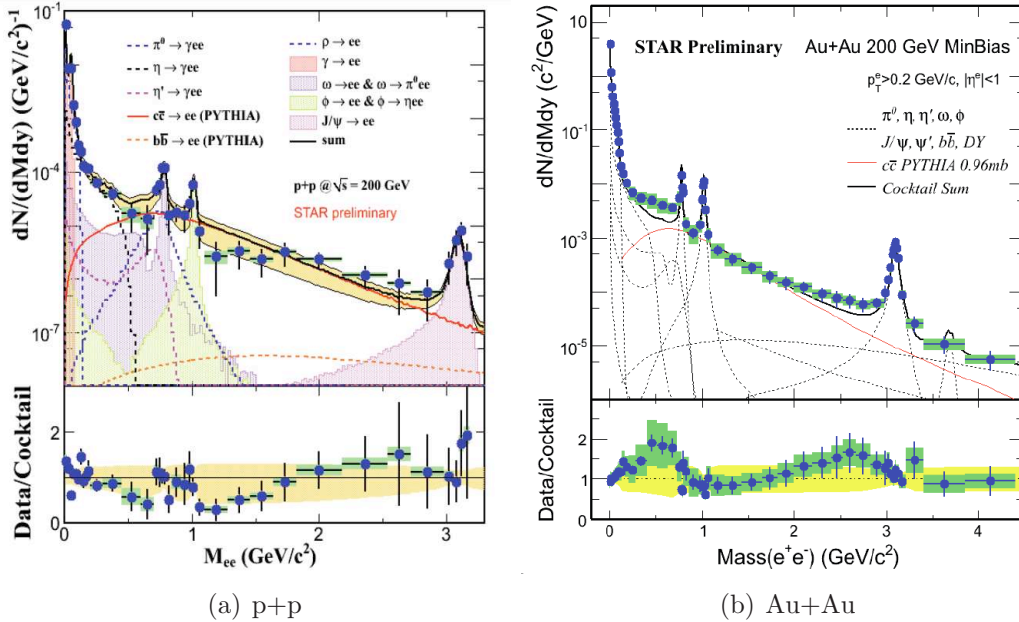 dN/(dMdy) (GeV/c²)⁻¹
10⁻¹
10⁻⁴
10⁻⁷
π⁰ → γee
η → γee
η' → γee
cc̅ → ee (PYTHIA)
bb̅ → ee (PYTHIA)
ρ → ee
γ → ee
ω→ee & ω→π⁰ee
ϕ→ee & ϕ→ηee
J/ψ → ee
sum
p+p @ √s = 200 GeV
STAR preliminary
Data/Cocktail
2
1
0
0 1 2 3
M_ee (GeV/c²)
(a) p+p
dN/dMdy (c²/GeV)
10
10⁻¹
10⁻³
10⁻⁵
STAR Preliminary Au+Au 200 GeV MinBias
p_T^e>0.2 GeV/c, |η^e|<1
π⁰, η, η', ω, ϕ
J/ψ, ψ', bb̅, DY
cc̅ PYTHIA 0.96mb
Cocktail Sum
Data/Cocktail
2
1
0
0 1 2 3 4
Mass(e⁺e⁻) (GeV/c²)
(b) Au+Au